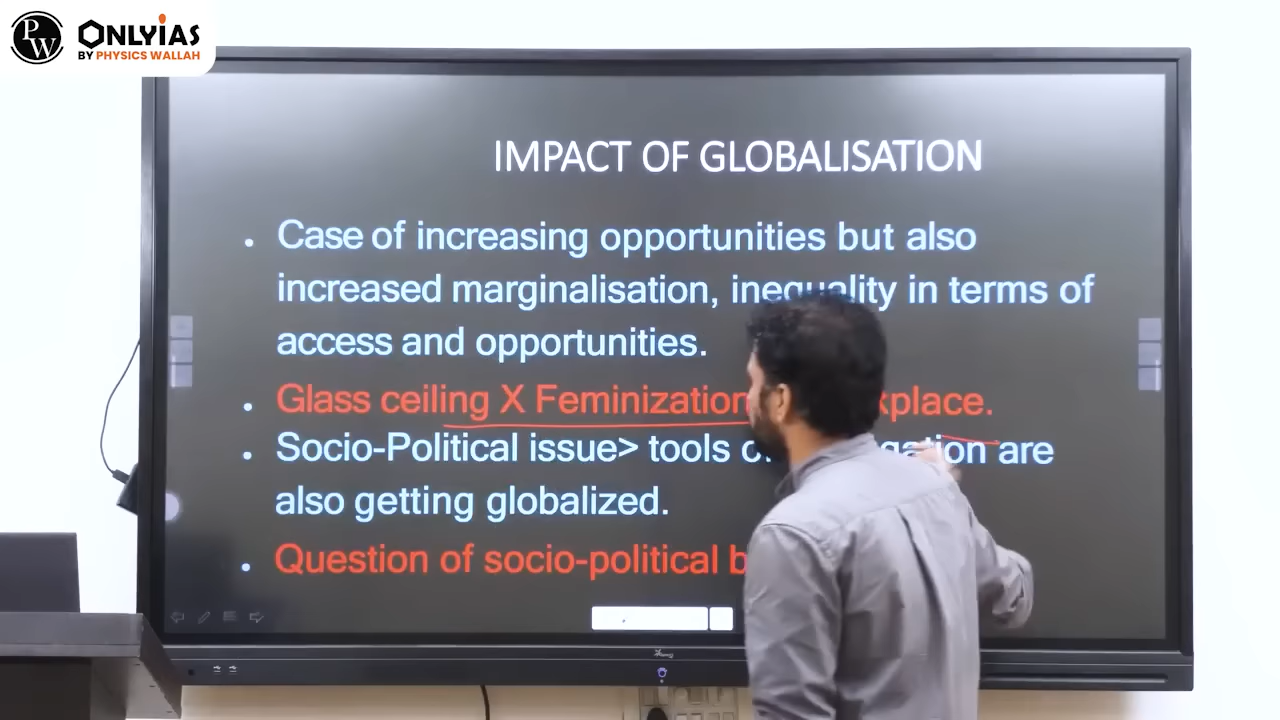 PW
ONLYIAS
BY PHYSICS WALLAH
IMPACT OF GLOBALISATION
• Case of increasing opportunities but also
increased marginalisation, inequality in terms of
access and opportunities.
• Glass ceiling X Feminization
• Socio-Political issue> tools are
also getting globalized.
• Question of socio-political